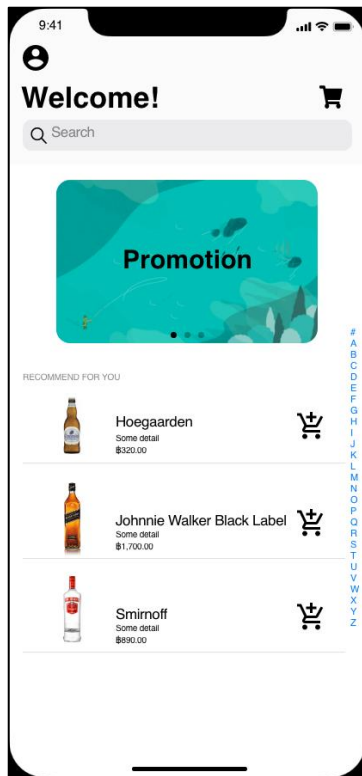 9:41
Welcome!
Search
Promotion
RECOMMEND FOR YOU
Hoegaarden
Some detail
฿320.00
Johnnie Walker Black Label
Some detail
฿1,700.00
Smirnoff
Some detail
฿890.00
#
A
B
C
D
E
F
G
H
I
J
K
L
M
N
O
P
Q
R
S
T
U
V
W
X
Y
Z